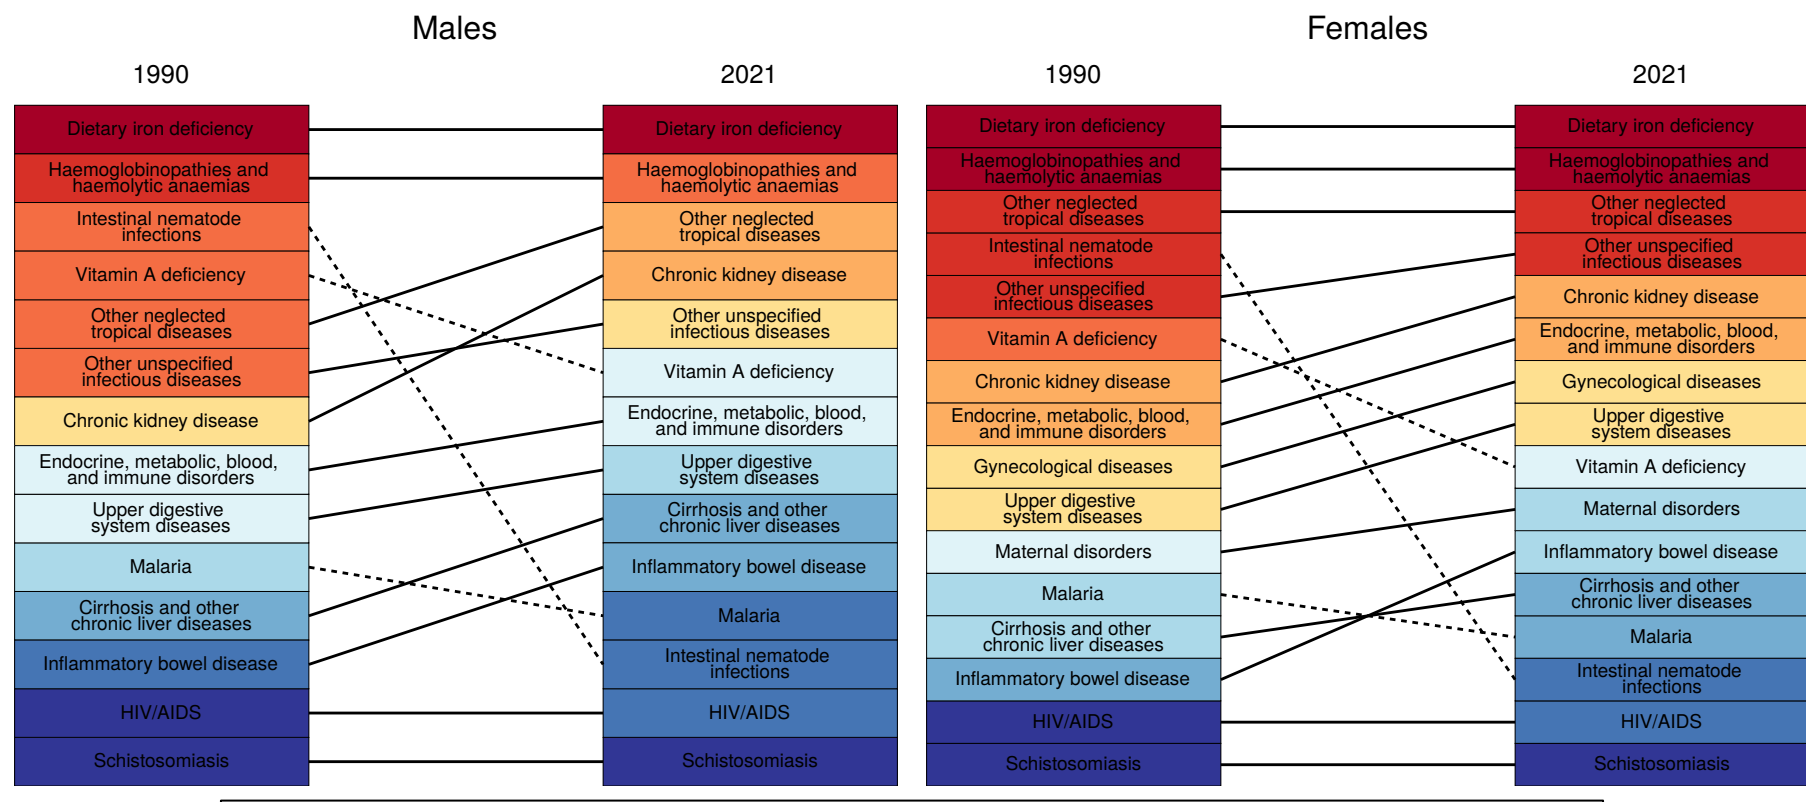 Males
1990
2021
Dietary iron deficiency
Haemoglobinopathies and
haemolytic anaemias
Intestinal nematode
infections
Vitamin A deficiency
Other neglected
tropical diseases
Other unspecified
infectious diseases
Chronic kidney disease
Endocrine, metabolic, blood,
and immune disorders
Upper digestive
system diseases
Malaria
Cirrhosis and other
chronic liver diseases
Inflammatory bowel disease
HIV/AIDS
Schistosomiasis
Dietary iron deficiency
Haemoglobinopathies and
haemolytic anaemias
Other neglected
tropical diseases
Chronic kidney disease
Other unspecified
infectious diseases
Vitamin A deficiency
Endocrine, metabolic, blood,
and immune disorders
Upper digestive
system diseases
Cirrhosis and other
chronic liver diseases
Inflammatory bowel disease
Malaria
Intestinal nematode
infections
HIV/AIDS
Schistosomiasis
Females
1990
2021
Dietary iron deficiency
Haemoglobinopathies and
haemolytic anaemias
Other neglected
tropical diseases
Intestinal nematode
infections
Other unspecified
infectious diseases
Vitamin A deficiency
Chronic kidney disease
Endocrine, metabolic, blood,
and immune disorders
Gynecological diseases
Upper digestive
system diseases
Maternal disorders
Malaria
Cirrhosis and other
chronic liver diseases
Inflammatory bowel disease
HIV/AIDS
Schistosomiasis
Dietary iron deficiency
Haemoglobinopathies and
haemolytic anaemias
Other neglected
tropical diseases
Other unspecified
infectious diseases
Chronic kidney disease
Endocrine, metabolic, blood,
and immune disorders
Gynecological diseases
Upper digestive
system diseases
Vitamin A deficiency
Maternal disorders
Inflammatory bowel disease
Cirrhosis and other
chronic liver diseases
Malaria
Intestinal nematode
infections
HIV/AIDS
Schistosomiasis